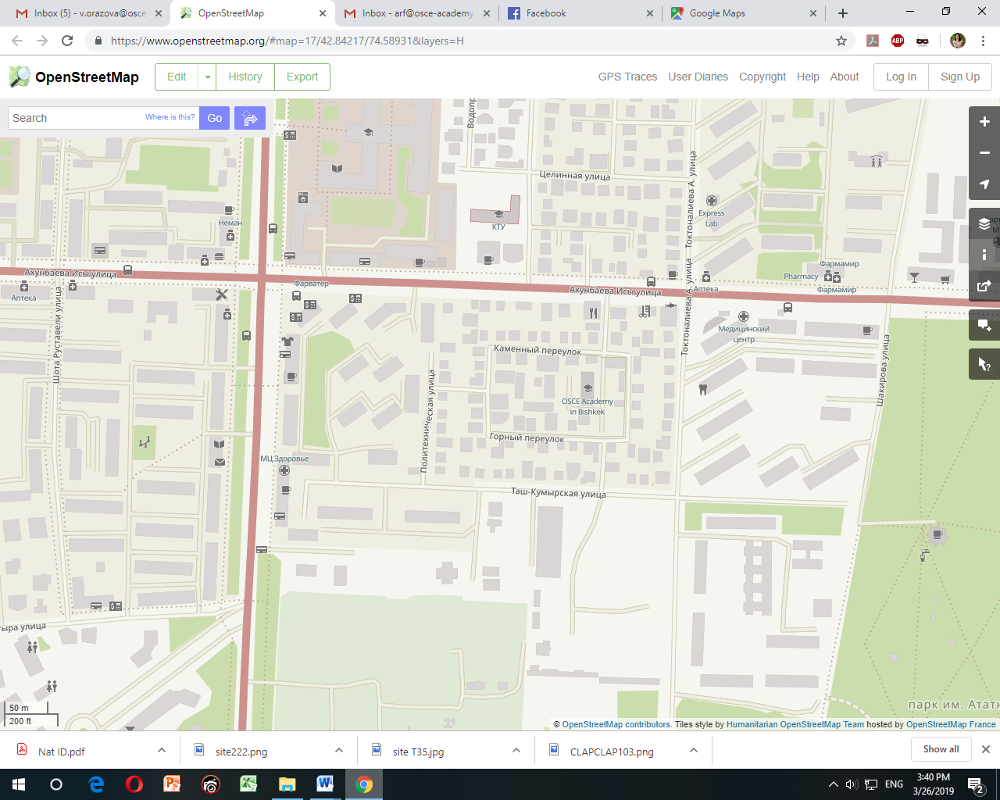 Inbox (5) - v.orazova@osce
OpenStreetMap
Inbox - arf@osce-academy.
Facebook
Google Maps
https://www.openstreetmap.org/#map=17/42.84217/74.58931&layers=H
ABP
OpenStreetMap
Edit
History
Export
GPS Traces
User Diaries
Copyright
Help
About
Log In
Sign Up
Search
Where is this?
Go
Целинная улица
Токтоналиева А. улица
Express
Lab
КТУ
Неман
Ахунбаева Исы улица
Фарватер
Аптека
Ахунбаева Исы улица
Аптека
Pharmacy
Фармамир
Фармамир
Шота Руставели улица
Токтоналиева А. улица
Медицинский
центр
Каменный переулок
Шакирова улица
Политехническая улица
OSCE Academy
in Bishkek
Горный переулок
МЦ Здоровье
Таш-Кумырская улица
улица
парк им.
50 m
200 ft
© OpenStreetMap contributors. Tiles style by Humanitarian OpenStreetMap Team hosted by OpenStreetMap France
Nat ID.pdf
site222.png
site T35.jpg
CLAPCLAP103.png
Show all
ENG
3:40 PM
3/26/2019
2